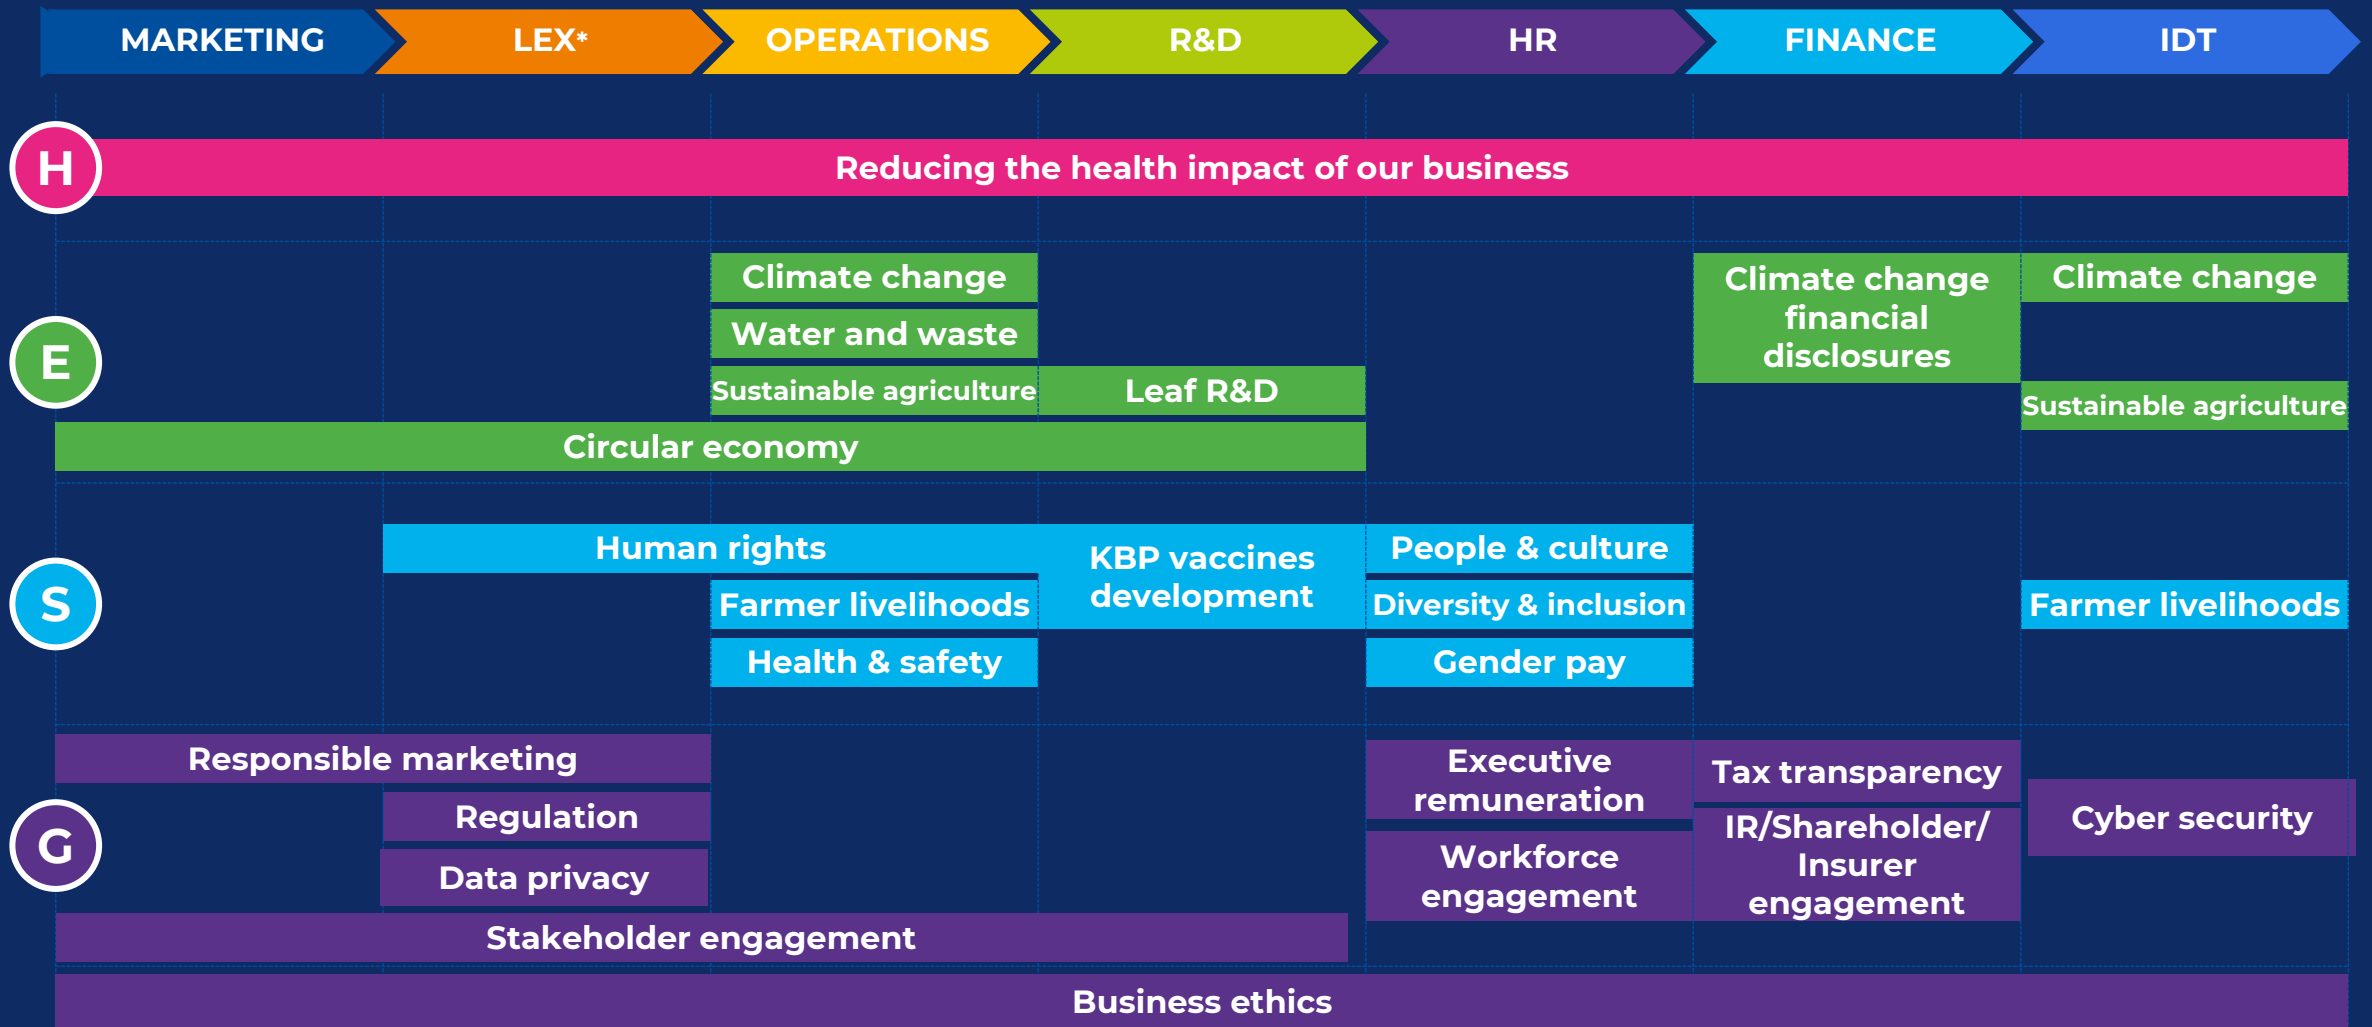 MARKETING
LEX*
OPERATIONS
R&D
HR
FINANCE
IDT
H
Reducing the health impact of our business
E
Climate change
Water and waste
Sustainable agriculture
Leaf R&D
Circular economy
Climate change
financial
disclosures
Climate change
Sustainable agriculture
S
Human rights
Farmer livelihoods
Health & safety
KBP vaccines
development
People & culture
Diversity & inclusion
Gender pay
Farmer livelihoods
G
Responsible marketing
Regulation
Data privacy
Stakeholder engagement
Executive
remuneration
Workforce
engagement
Tax transparency
IR/Shareholder/
Insurer
engagement
Cyber security
Business ethics